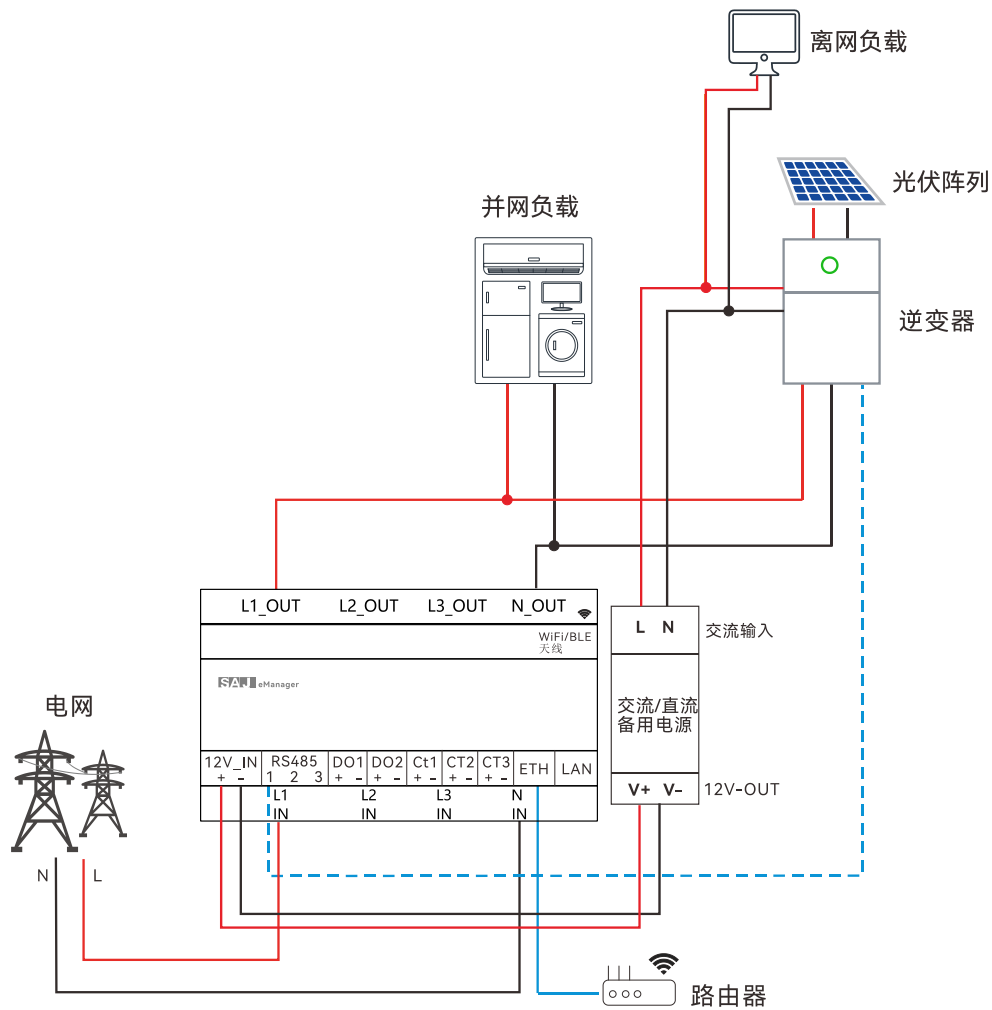 离网负载
光伏阵列
并网负载
逆变器
L1_OUT L2_OUT L3_OUT N_OUT
WiFi/BLE
天线
L N
交流输入
SAJ eManager
交流/直流
备用电源
电网
12V_IN RS485 DO1 DO2 Ct1 CT2 CT3 ETH LAN
+ - 1 2 3 + - + - + - + - + -
V+ V-
12V-OUT
L1 L2 L3 N
IN IN IN IN
N L
路由器